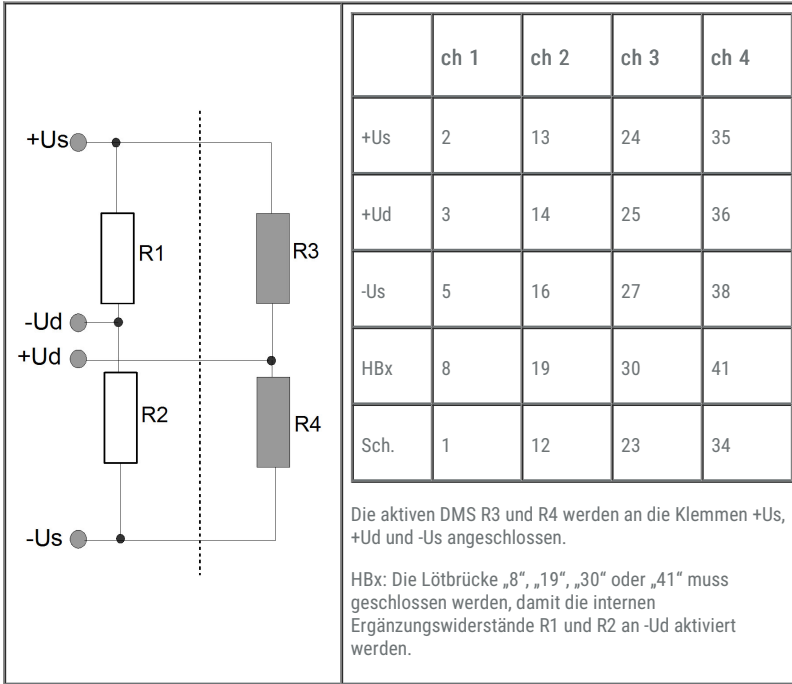 +Us
R1
R3
-Ud
+Ud
R2
R4
-Us
ch 1 ch 2 ch 3 ch 4
+Us 2 13 24 35
+Ud 3 14 25 36
-Us 5 16 27 38
HBx 8 19 30 41
Sch. 1 12 23 34
Die aktiven DMS R3 und R4 werden an die Klemmen +Us,
+Ud und -Us angeschlossen.
HBx: Die Lötbrücke „8“, „19“, „30“ oder „41“ muss
geschlossen werden, damit die internen
Ergänzungswiderstände R1 und R2 an -Ud aktiviert
werden.